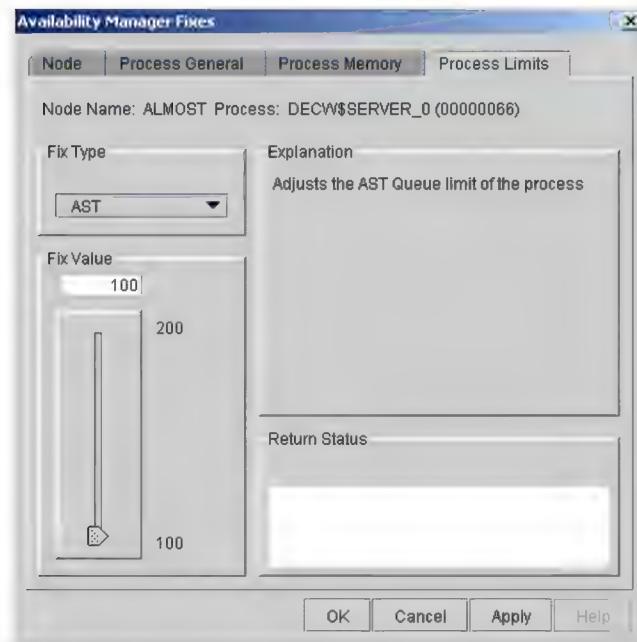 Availability Manager Fixes
Node
Process General
Process Memory
Process Limits
Node Name: ALMOST Process: DECW$SERVER_0 (00000066)
Fix Type
AST
Explanation
Adjusts the AST Queue limit of the process
Fix Value
100
200
100
Return Status
OK
Cancel
Apply
Help